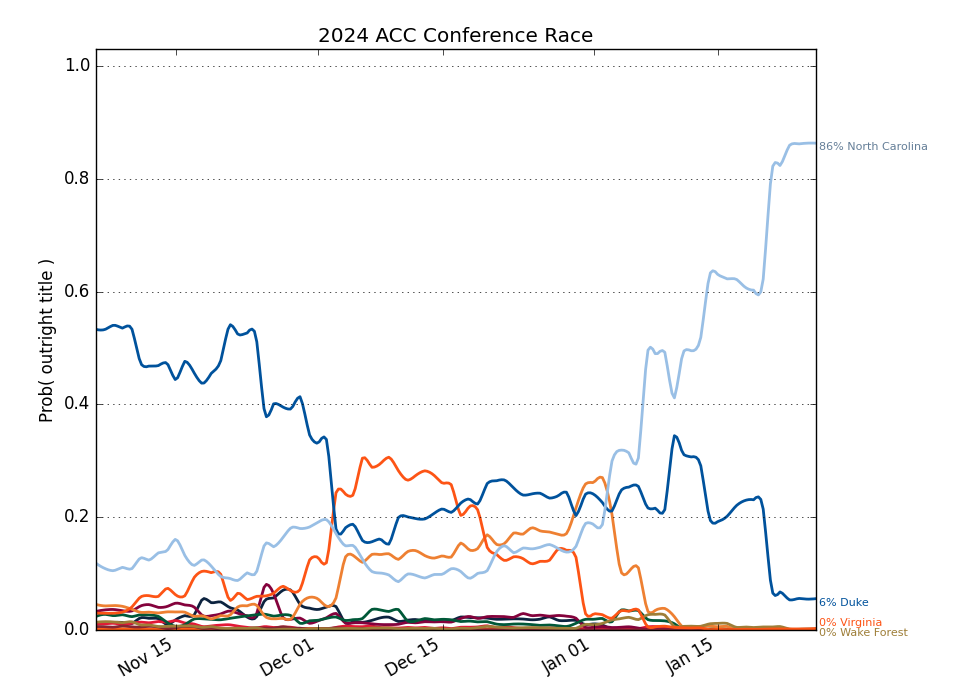 2024 ACC Conference Race
Prob( outright title )
1.0
0.8
0.6
0.4
0.2
0.0
Nov 15
Dec 01
Dec 15
Jan 01
Jan 15
86% North Carolina
6% Duke
0% Virginia
0% Wake Forest